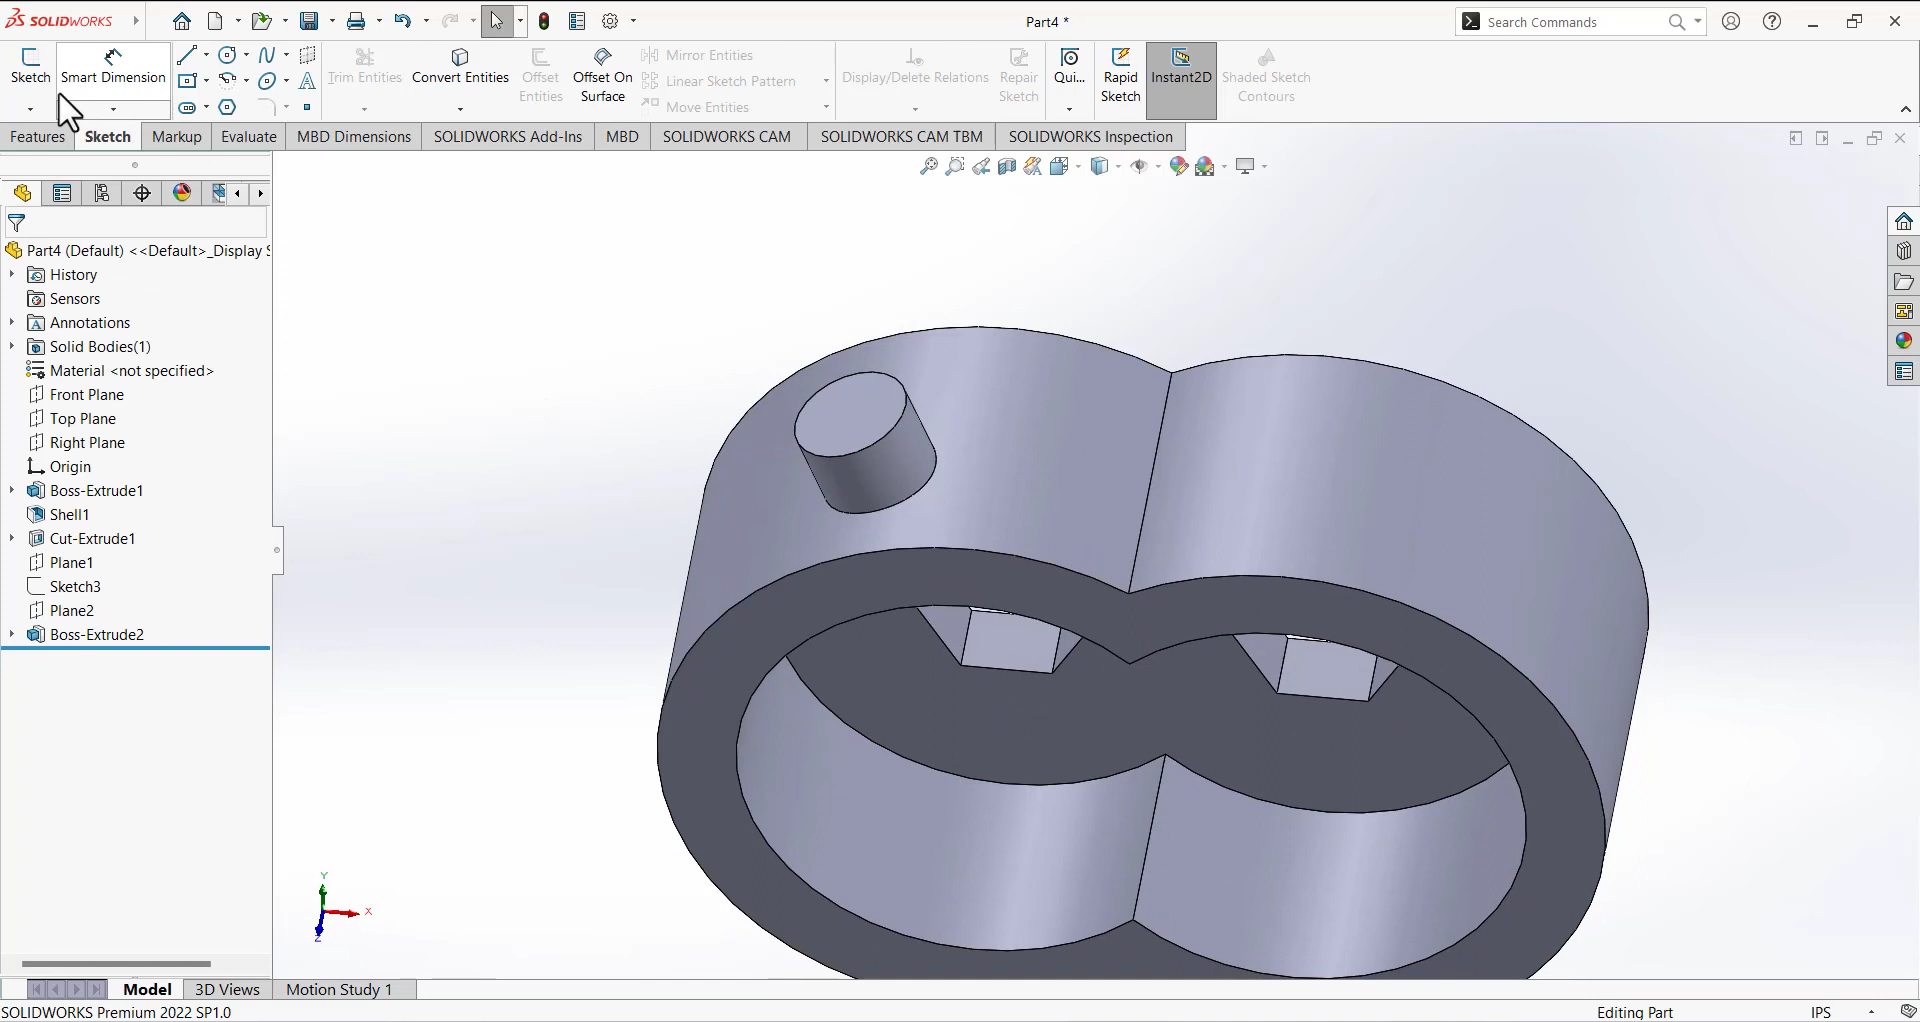 SOLIDWORKS
Part4 *
Search Commands
Sketch
Smart Dimension
Trim Entities
Convert Entities
Offset Entities
Offset On Surface
Mirror Entities
Linear Sketch Pattern
Move Entities
Display/Delete Relations
Repair Sketch
Qui...
Rapid Sketch
Instant2D
Shaded Sketch Contours
Features
Sketch
Markup
Evaluate
MBD Dimensions
SOLIDWORKS Add-Ins
MBD
SOLIDWORKS CAM
SOLIDWORKS CAM TBM
SOLIDWORKS Inspection
Part4 (Default) <<Default>_Display S
History
Sensors
Annotations
Solid Bodies(1)
Material <not specified>
Front Plane
Top Plane
Right Plane
Origin
Boss-Extrude1
Shell1
Cut-Extrude1
Plane1
Sketch3
Plane2
Boss-Extrude2
Y
X
Z
Model
3D Views
Motion Study 1
SOLIDWORKS Premium 2022 SP1.0
Editing Part
IPS